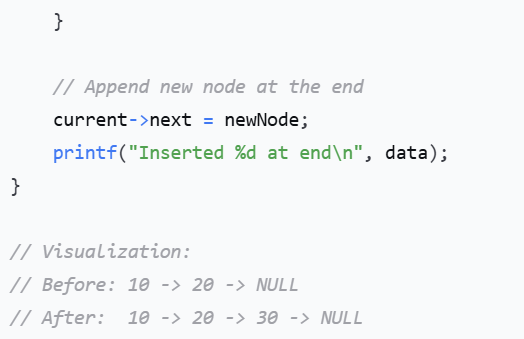 }
// Append new node at the end
current->next = newNode;
printf("Inserted %d at end\n", data);
}
// Visualization:
// Before: 10 -> 20 -> NULL
// After:  10 -> 20 -> 30 -> NULL